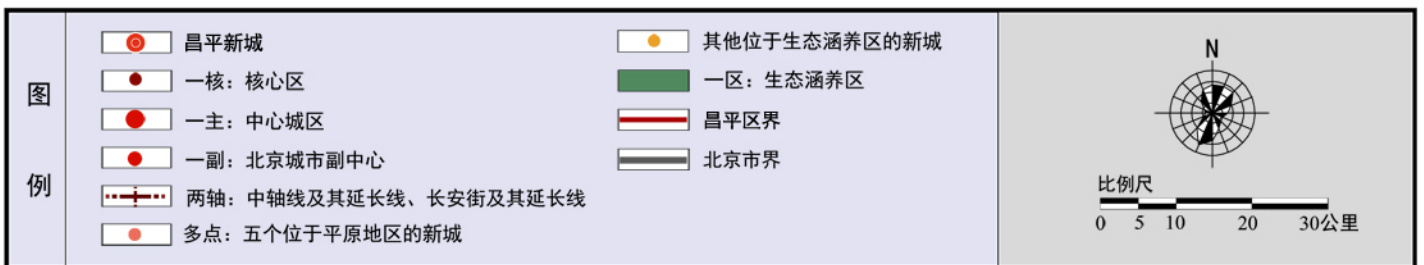 图例
昌平新城
一核：核心区
一主：中心城区
一副：北京城市副中心
两轴：中轴线及其延长线、长安街及其延长线
多点：五个位于平原地区的新城
其他位于生态涵养区的新城
一区：生态涵养区
昌平区界
北京市界
N
比例尺
0 5 10 20 30公里